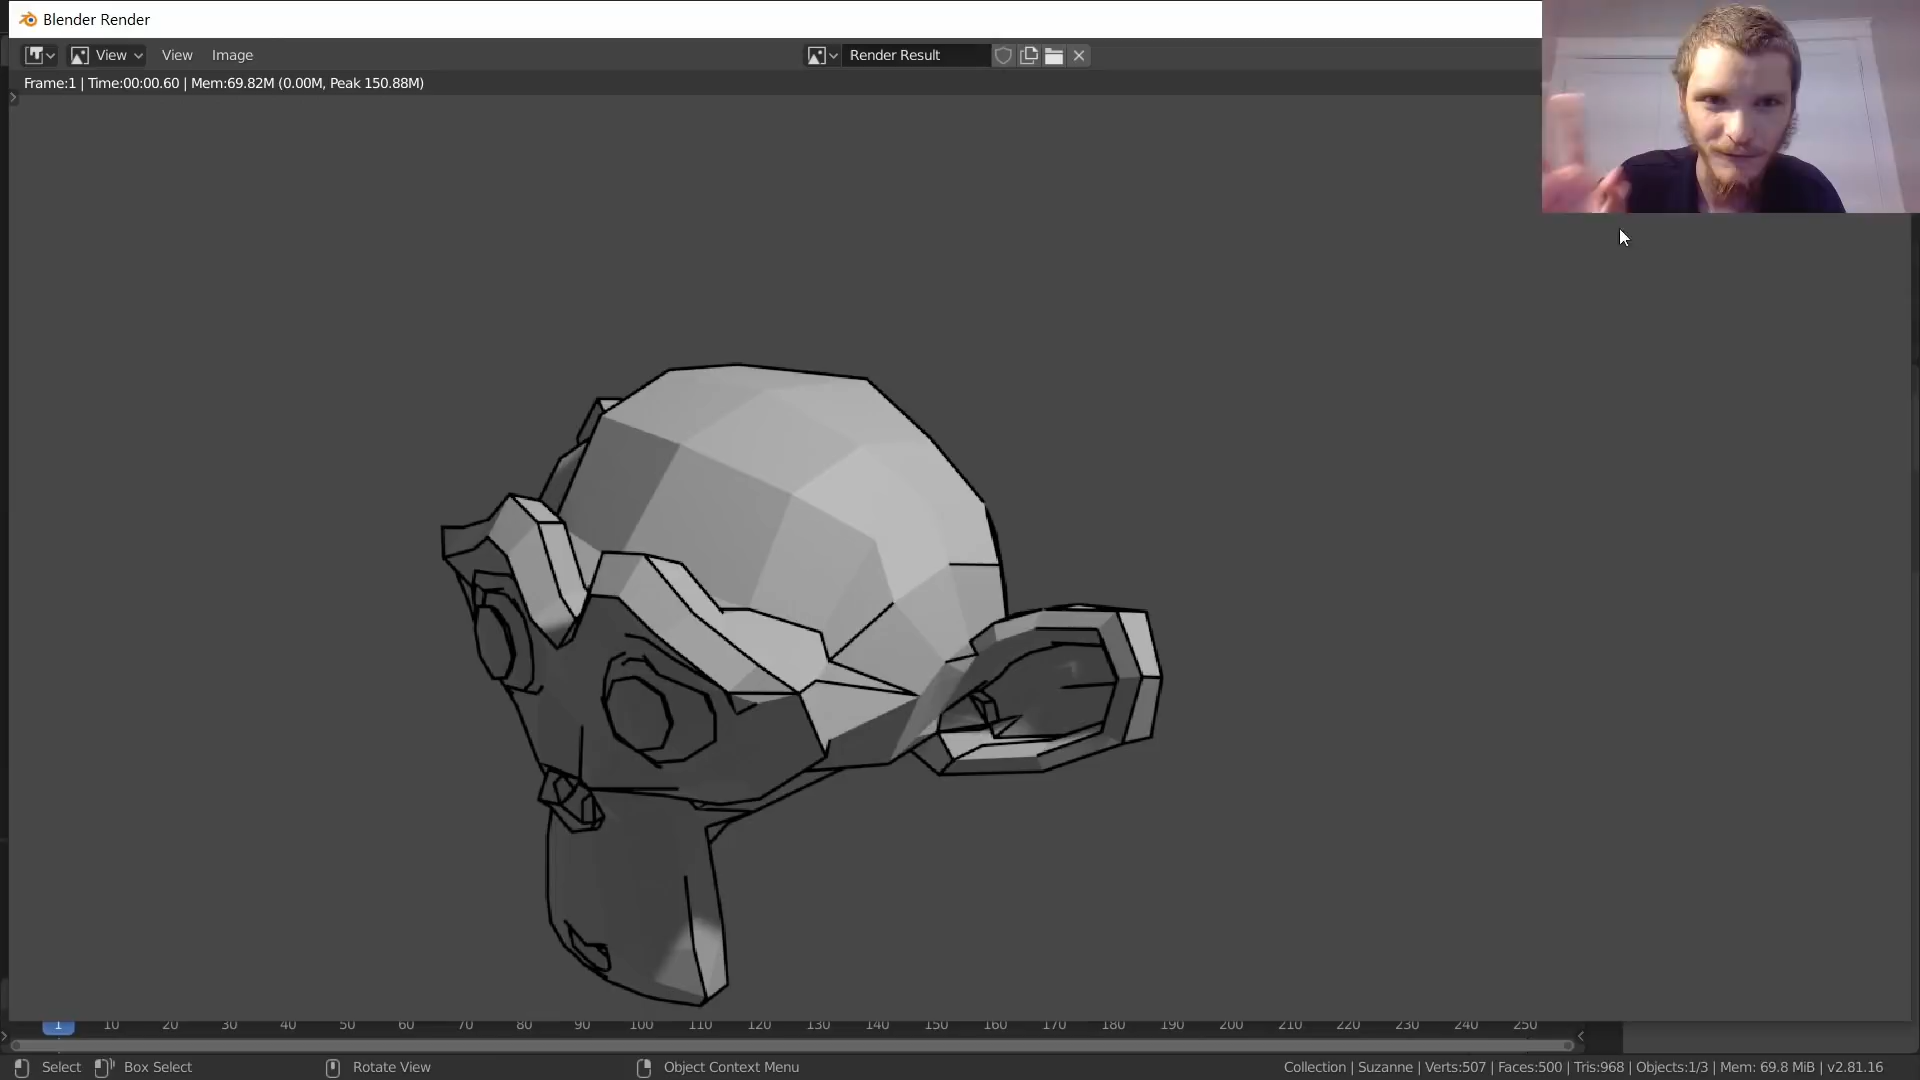 Blender Render
View View Image Render Result
Frame:1 | Time:00:00.60 | Mem:69.82M (0.00M, Peak 150.88M)
1 10 20 30 40 50 60 70 80 90 100 110 120 130 140 150 160 170 180 190 200 210 220 230 240 250
Select Box Select Rotate View Object Context Menu Collection | Suzanne | Verts:507 | Faces:500 | Tris:968 | Objects:1/3 | Mem: 69.8 MiB | v2.81.16